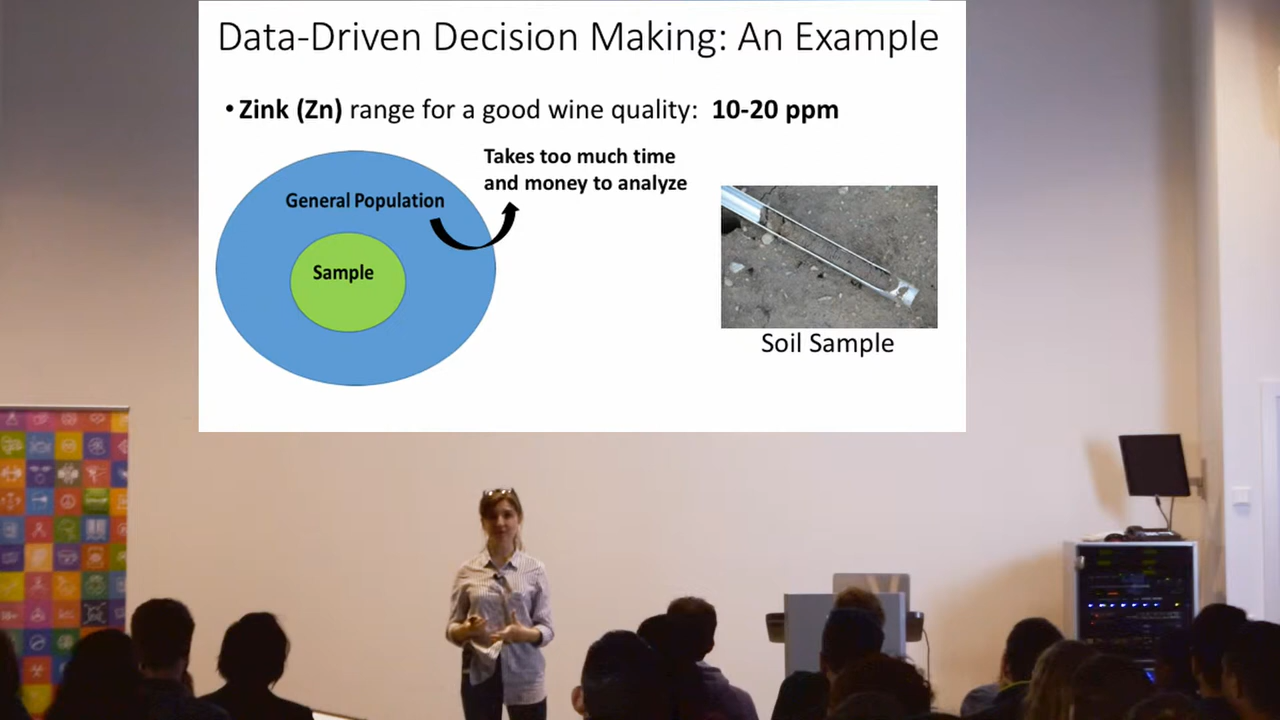 Data-Driven Decision Making: An Example
• Zink (Zn) range for a good wine quality: 10-20 ppm
Takes too much time
and money to analyze
General Population
Sample
Soil Sample